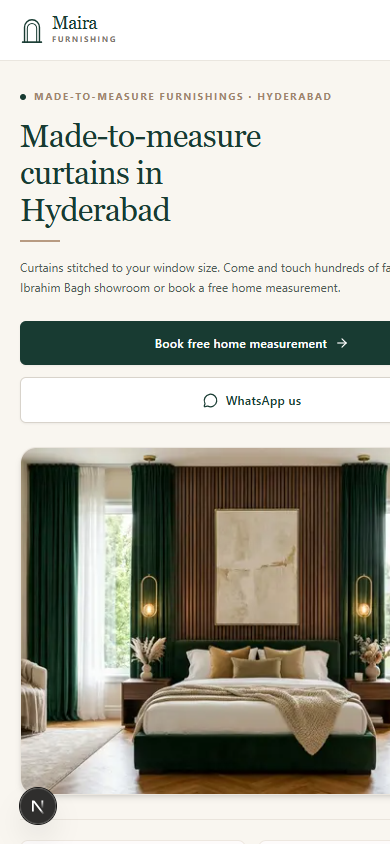 Maira
FURNISHING
MADE-TO-MEASURE FURNISHINGS · HYDERABAD
Made-to-measure
curtains in
Hyderabad
Curtains stitched to your window size. Come and touch hundreds of
Ibrahim Bagh showroom or book a free home measurement.
Book free home measurement →
WhatsApp us
N